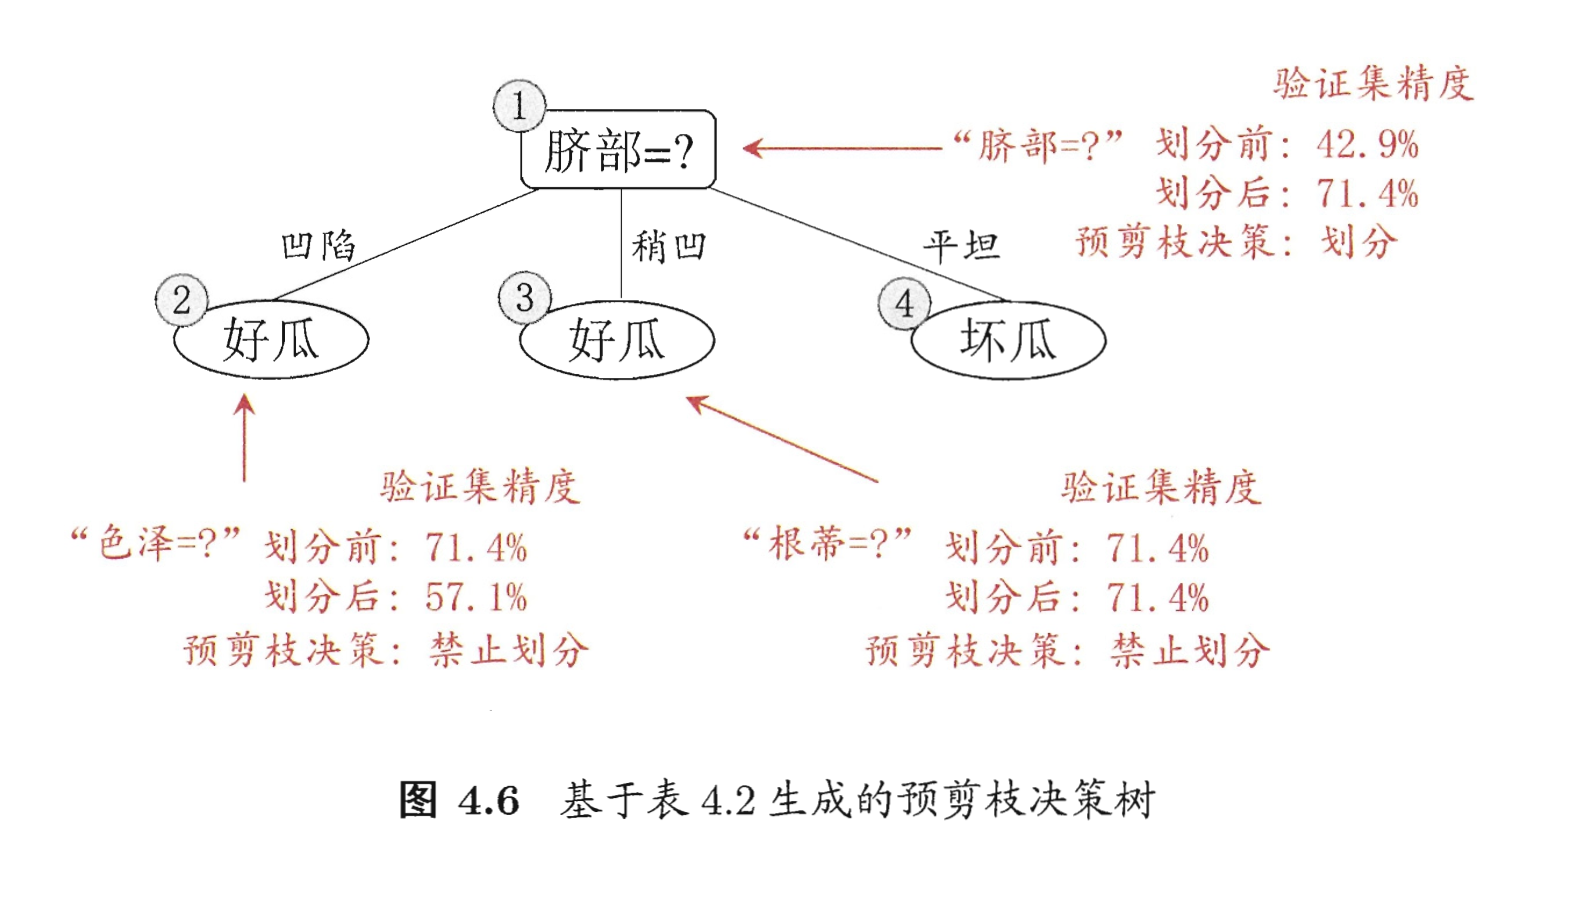 验证集精度
①
脐部=?
“脐部=?” 划分前: 42.9%
划分后: 71.4%
预剪枝决策: 划分
凹陷
稍凹
平坦
②
好瓜
③
好瓜
④
坏瓜
验证集精度
“色泽=?” 划分前: 71.4%
划分后: 57.1%
预剪枝决策: 禁止划分
验证集精度
“根蒂=?” 划分前: 71.4%
划分后: 71.4%
预剪枝决策: 禁止划分
图 4.6 基于表 4.2 生成的预剪枝决策树